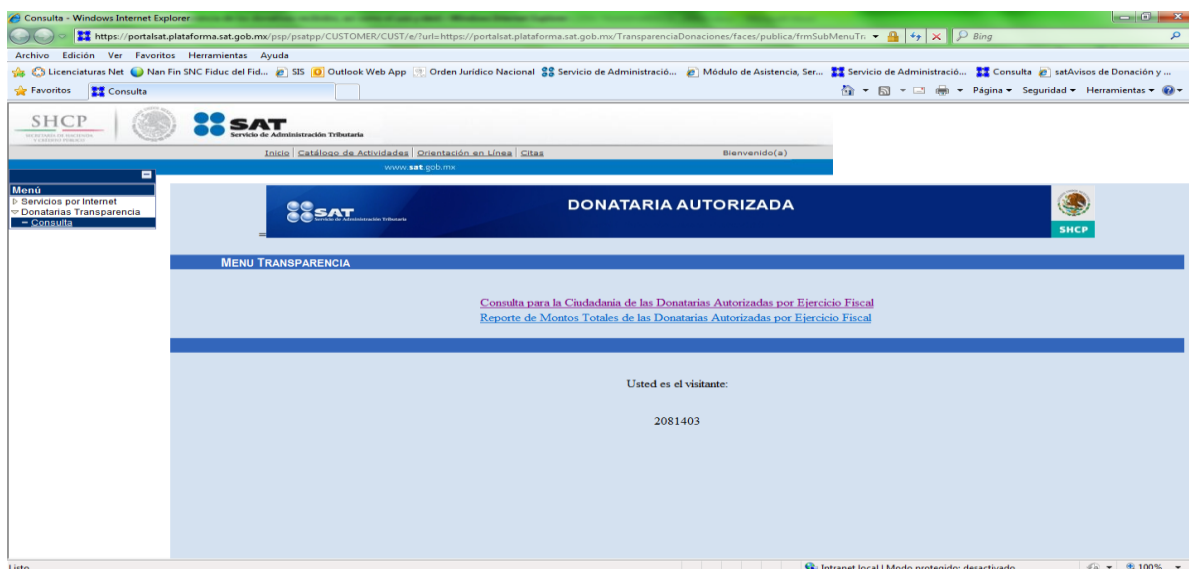 Consulta - Windows Internet Explorer
https://portalsat.plataforma.sat.gob.mx/psp/psatpp/CUSTOMER/CUST/e/?url=https://portalsat.plataforma.sat.gob.mx/TransparenciaDonaciones/faces/publica/frmSubMenuTr
Bing
Archivo Edición Ver Favoritos Herramientas Ayuda
Licenciaturas Net Nan Fin SNC Fiduc del Fid... SIS Outlook Web App Orden Jurídico Nacional Servicio de Administració... Módulo de Asistencia, Ser... Servicio de Administració... Consulta satAvisos de Donación y ...
Favoritos Consulta Página Seguridad Herramientas
SHCP
SECRETARÍA DE HACIENDA
Y CRÉDITO PÚBLICO
SAT
Servicio de Administración Tributaria
Inicio Catálogo de Actividades Orientación en Línea Citas Bienvenido(a)
www.sat.gob.mx
Menú
Servicios por Internet
Donatarias Transparencia
Consulta
SAT
Servicio de Administración Tributaria
DONATARIA AUTORIZADA
SHCP
MENU TRANSPARENCIA
Consulta para la Ciudadania de las Donatarias Autorizadas por Ejercicio Fiscal
Reporte de Montos Totales de las Donatarias Autorizadas por Ejercicio Fiscal
Usted es el visitante:
2081403
Listo Intranet local | Modo protegido: desactivado 100%